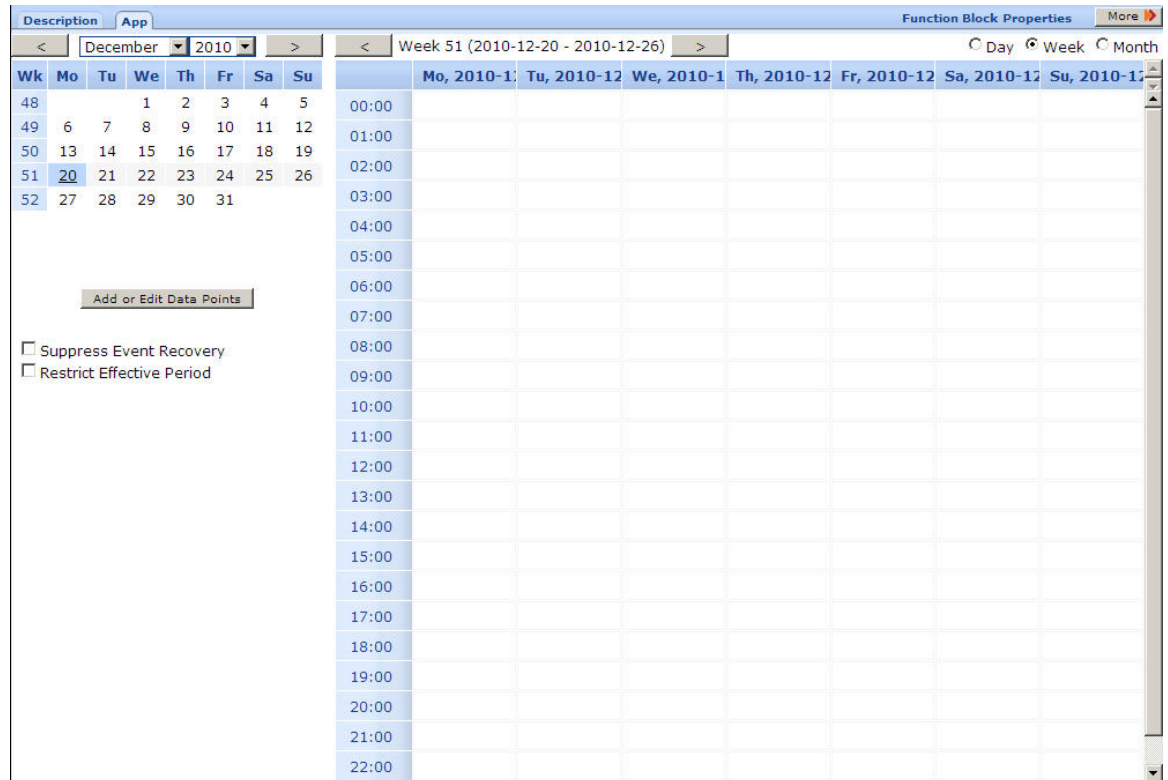 Description App Function Block Properties More
< December 2010 > < Week 51 (2010-12-20 - 2010-12-26) > Day Week Month
Wk Mo Tu We Th Fr Sa Su
48 1 2 3 4 5
49 6 7 8 9 10 11 12
50 13 14 15 16 17 18 19
51 20 21 22 23 24 25 26
52 27 28 29 30 31
Add or Edit Data Points
Suppress Event Recovery
Restrict Effective Period
Mo, 2010-1 Tu, 2010-12 We, 2010-1 Th, 2010-12 Fr, 2010-12 Sa, 2010-12 Su, 2010-12
00:00
01:00
02:00
03:00
04:00
05:00
06:00
07:00
08:00
09:00
10:00
11:00
12:00
13:00
14:00
15:00
16:00
17:00
18:00
19:00
20:00
21:00
22:00